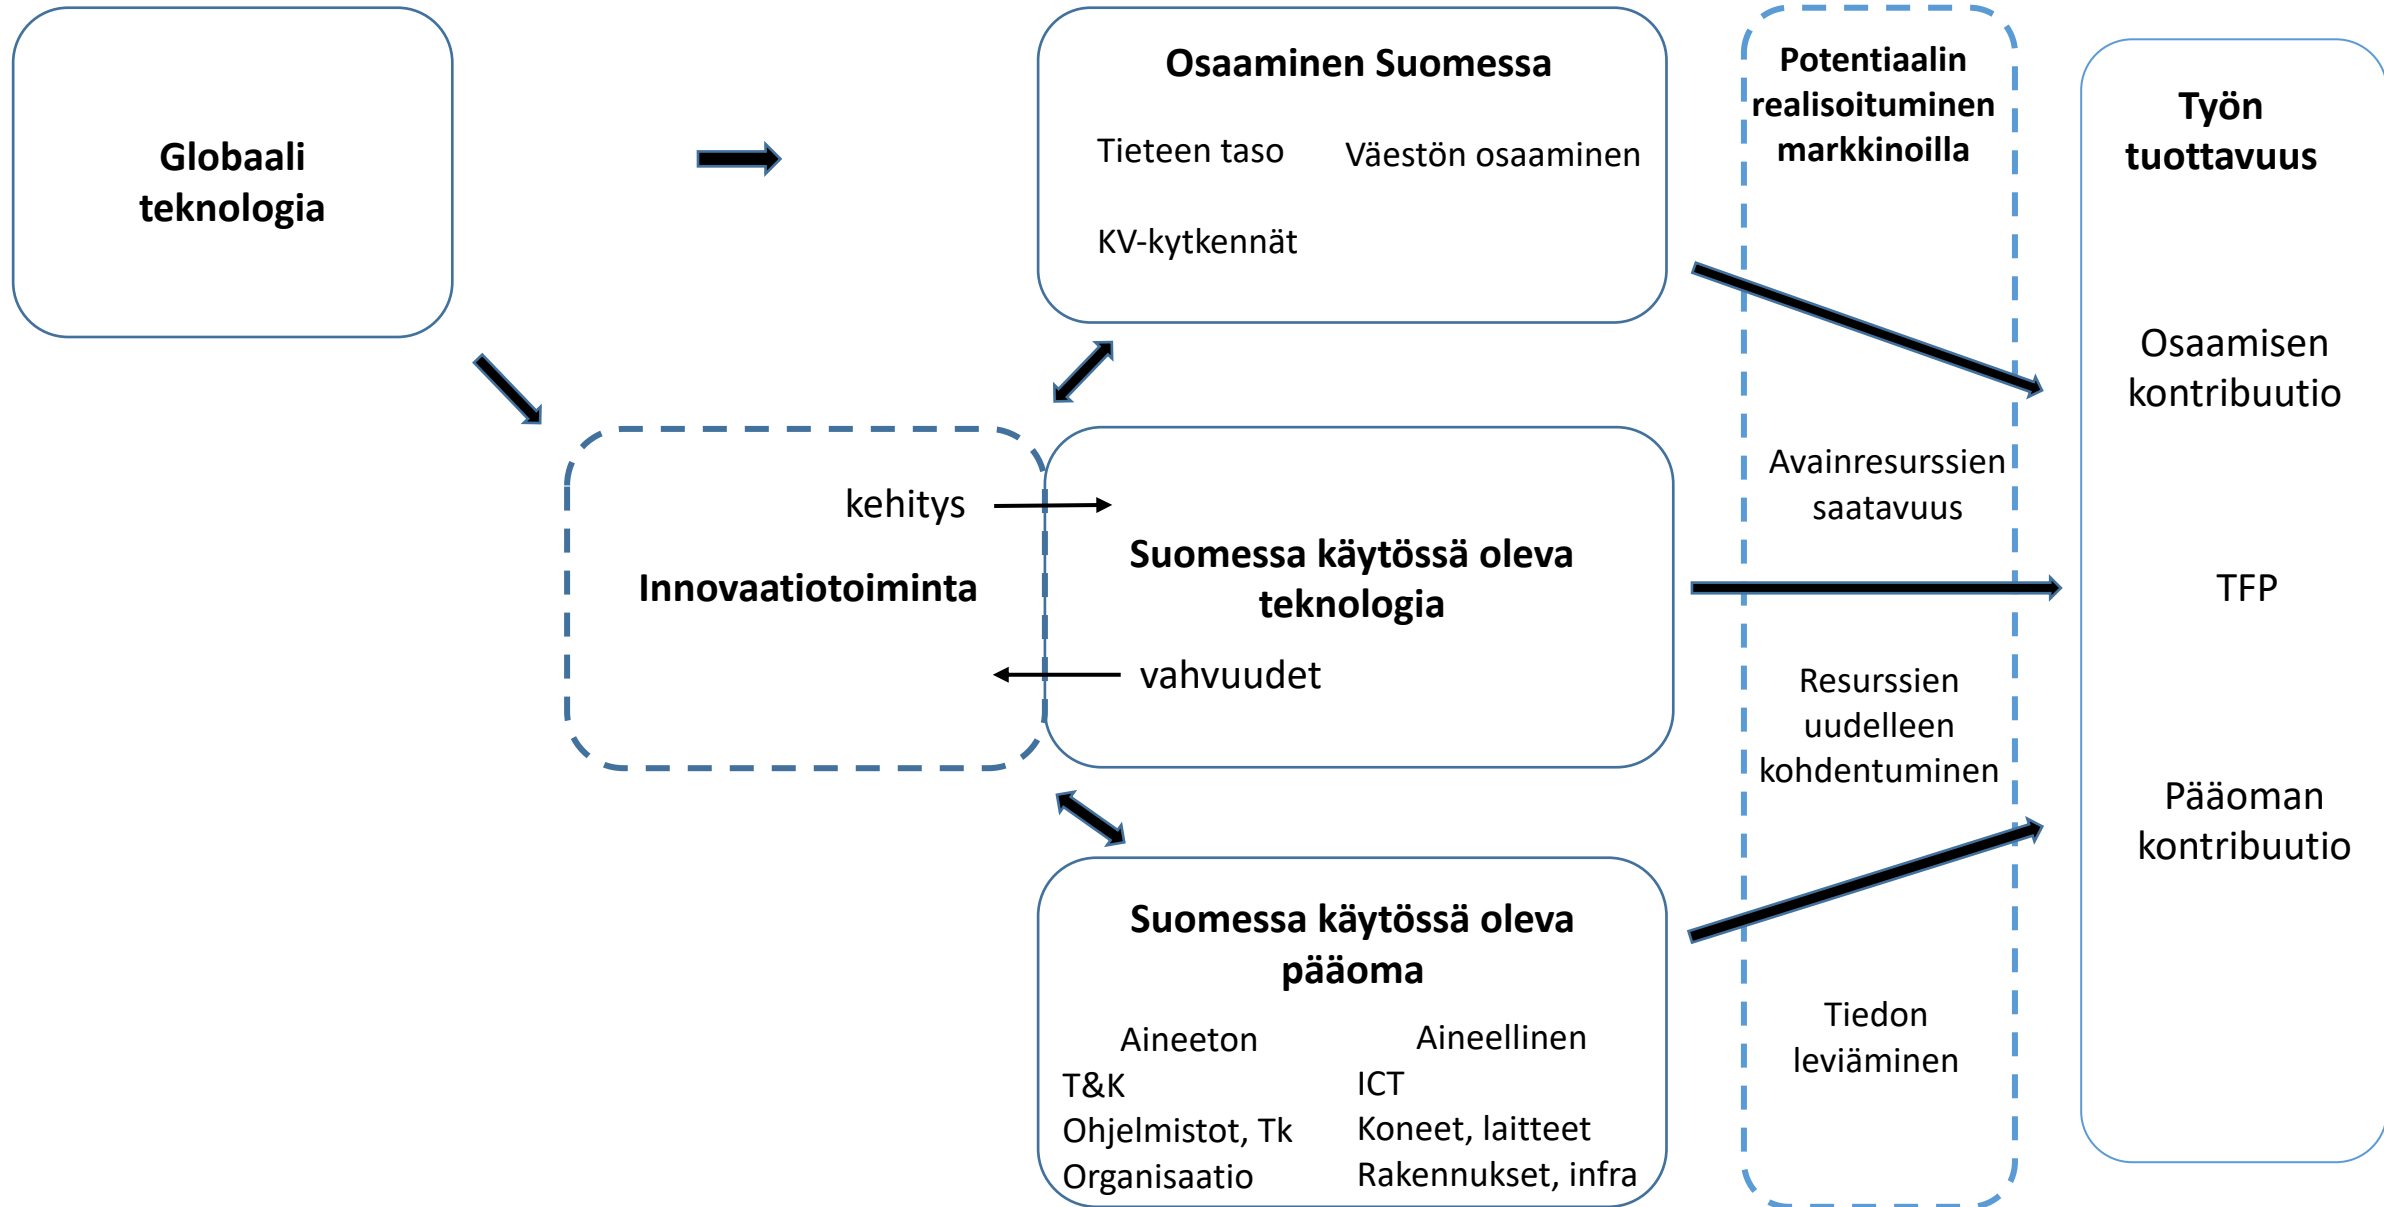 Globaali
teknologia
Osaaminen Suomessa
Tieteen taso
Väestön osaaminen
KV-kytkennät
Innovaatiotoiminta
kehitys
Suomessa käytössä oleva
teknologia
vahvuudet
Suomessa käytössä oleva
pääoma
Aineeton
T&K
Ohjelmistot, Tk
Organisaatio
Aineellinen
ICT
Koneet, laitteet
Rakennukset, infra
Potentiaalin
realisoituminen
markkinoilla
Avainresurssien
saatavuus
Resurssien
uudelleen
kohdentuminen
Tiedon
leviäminen
Työn
tuottavuus
Osaamisen
kontribuutio
TFP
Pääoman
kontribuutio